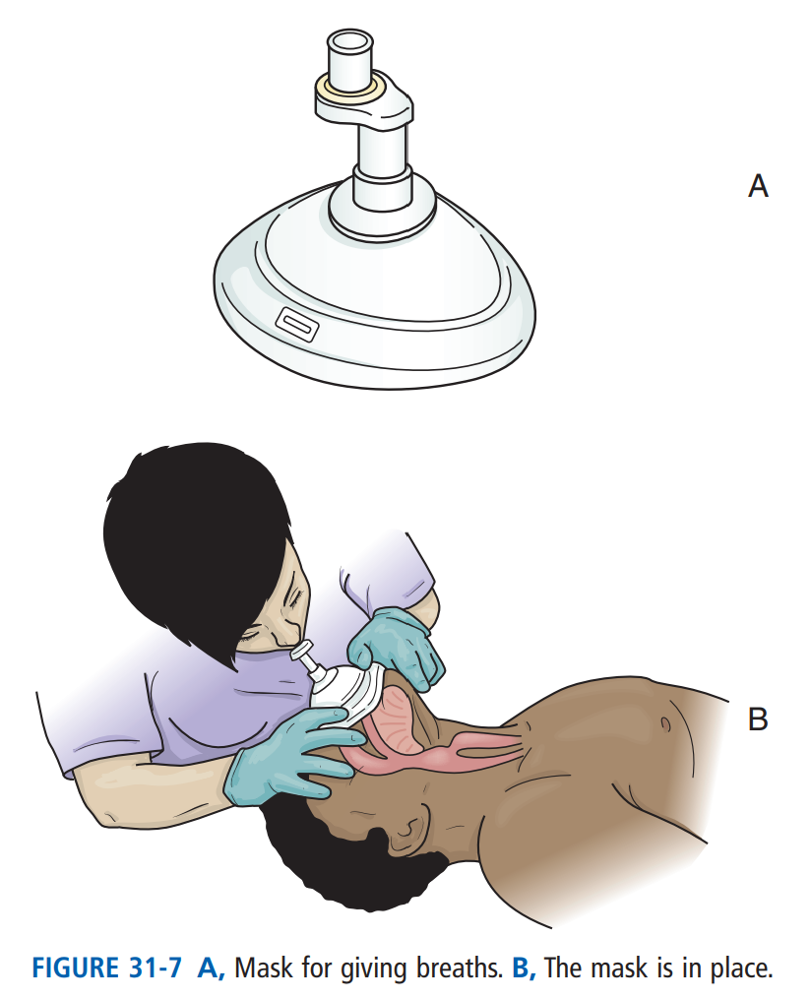 A
B
FIGURE 31-7 A, Mask for giving breaths. B, The mask is in place.